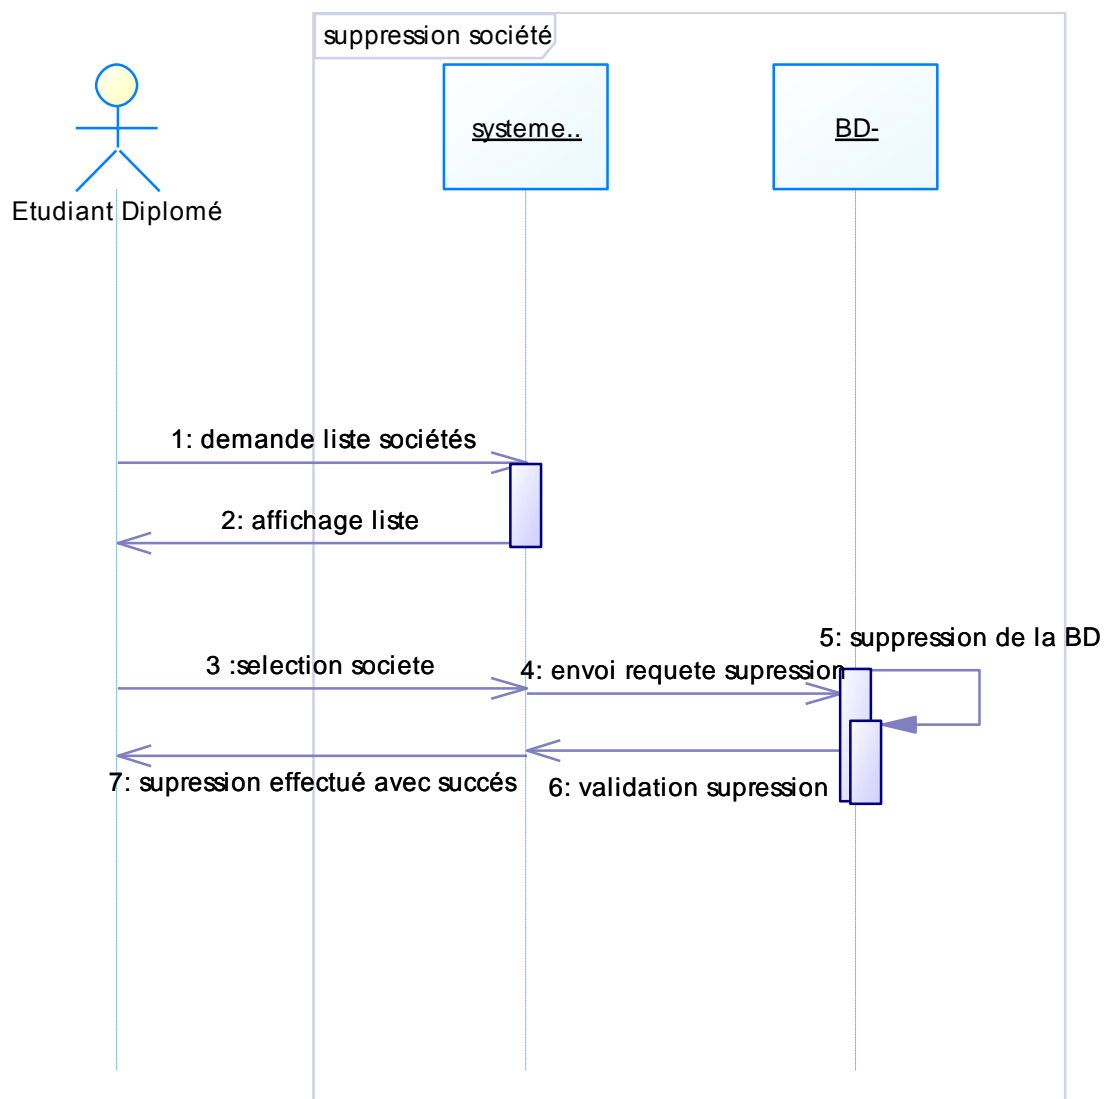 suppression société
systeme..
BD-
Etudiant Diplomé
1: demande liste sociétés
2: affichage liste
5: suppression de la BD
3 :selection societe
4: envoi requete supression
7: supression effectué avec succés
6: validation supression